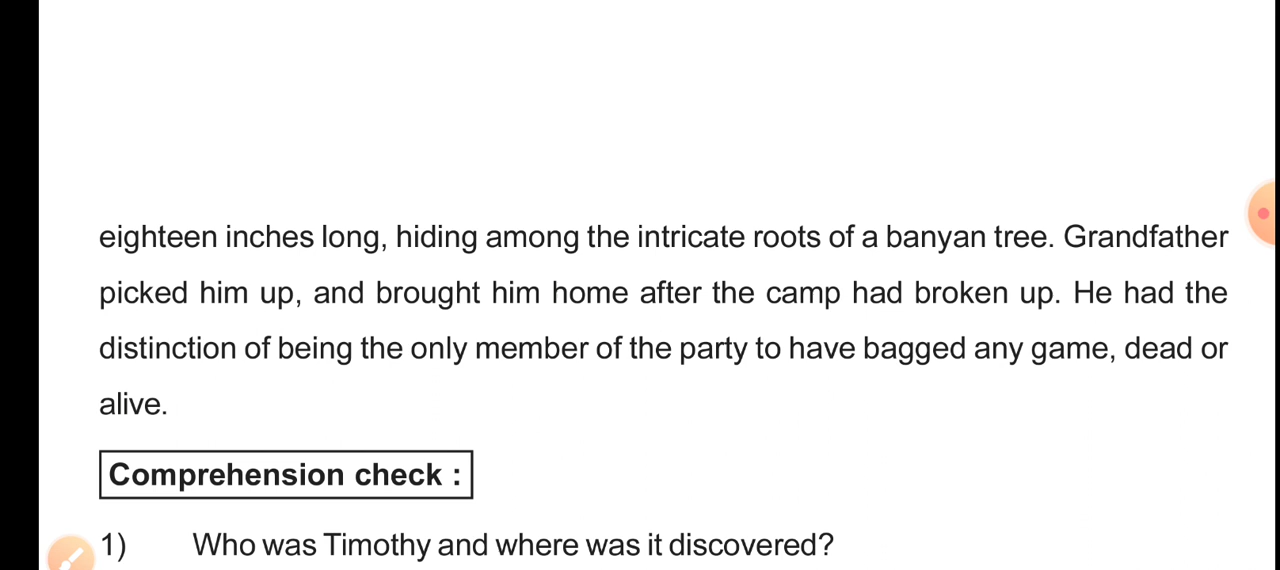 eighteen inches long, hiding among the intricate roots of a banyan tree. Grandfather
picked him up, and brought him home after the camp had broken up. He had the
distinction of being the only member of the party to have bagged any game, dead or
alive.
Comprehension check :
1) Who was Timothy and where was it discovered?